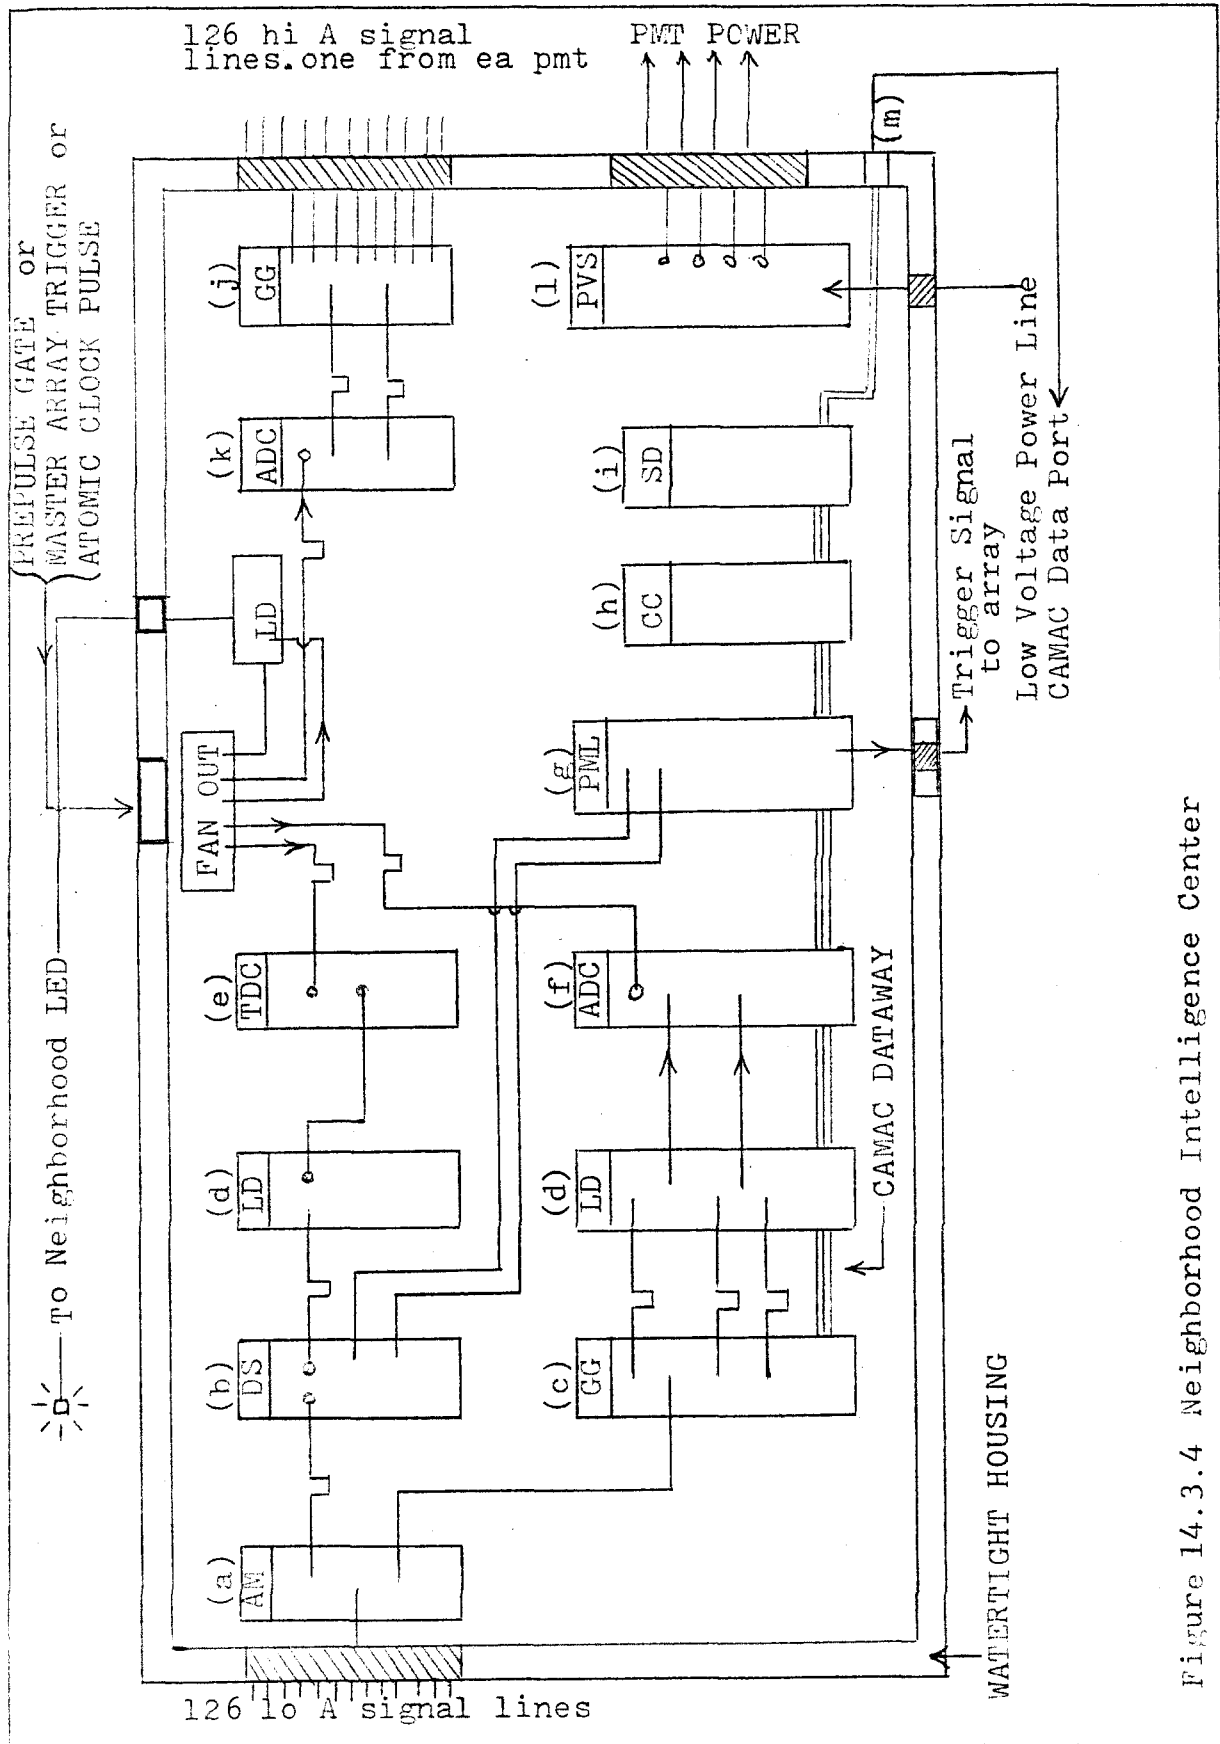 126 hi A signal
lines.one from ea pmt
PMT POWER
(m)
PREPULSE GATE or
MASTER ARRAY TRIGGER or
ATOMIC CLOCK PULSE
To Neighborhood LED
FAN OUT
LD
(a)
AM
(b)
DS
(d)
LD
(e)
TDC
(k)
ADC
(j)
GG
(c)
GG
(d)
LD
(f)
ADC
(g)
PML
(h)
CC
(i)
SD
(l)
PVS
126 lo A signal lines
WATERTIGHT HOUSING
CAMAC DATAWAY
Trigger Signal
to array
Low Voltage Power Line
CAMAC Data Port
Figure 14.3.4 Neighborhood Intelligence Center